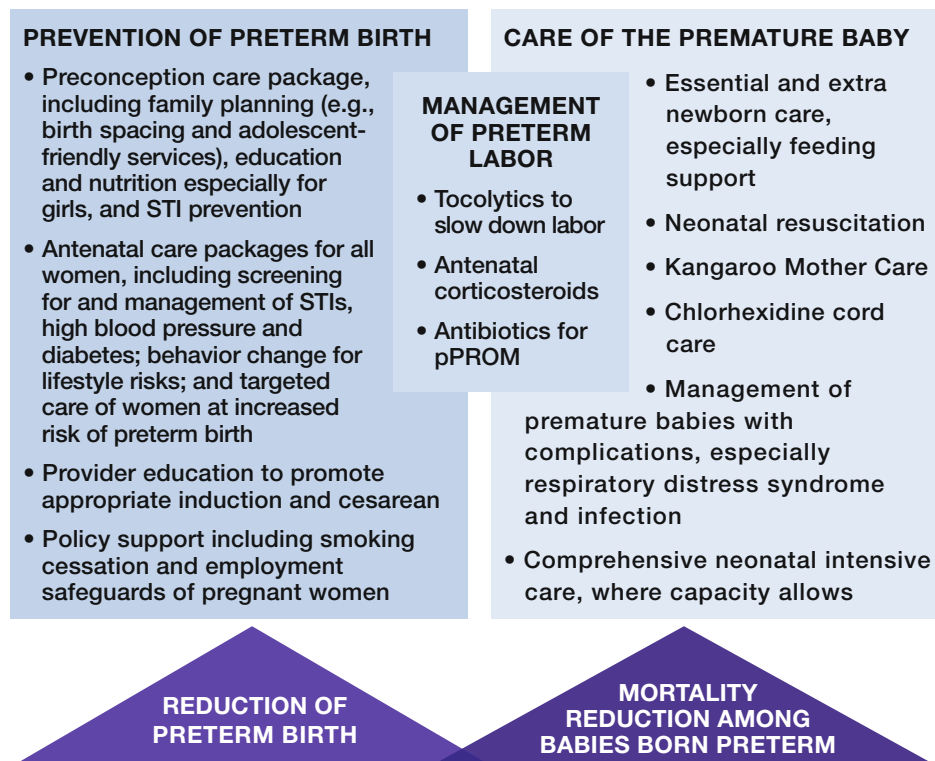 PREVENTION OF PRETERM BIRTH
• Preconception care package,
including family planning (e.g.,
birth spacing and adolescent-
friendly services), education
and nutrition especially for
girls, and STI prevention
• Antenatal care packages for all
women, including screening
for and management of STIs,
high blood pressure and
diabetes; behavior change for
lifestyle risks; and targeted
care of women at increased
risk of preterm birth
• Provider education to promote
appropriate induction and cesarean
• Policy support including smoking
cessation and employment
safeguards of pregnant women
MANAGEMENT
OF PRETERM
LABOR
• Tocolytics to
slow down labor
• Antenatal
corticosteroids
• Antibiotics for
pPROM
CARE OF THE PREMATURE BABY
• Essential and extra
newborn care,
especially feeding
support
• Neonatal resuscitation
• Kangaroo Mother Care
• Chlorhexidine cord
care
• Management of
premature babies with
complications, especially
respiratory distress syndrome
and infection
• Comprehensive neonatal intensive
care, where capacity allows
REDUCTION OF
PRETERM BIRTH
MORTALITY
REDUCTION AMONG
BABIES BORN PRETERM